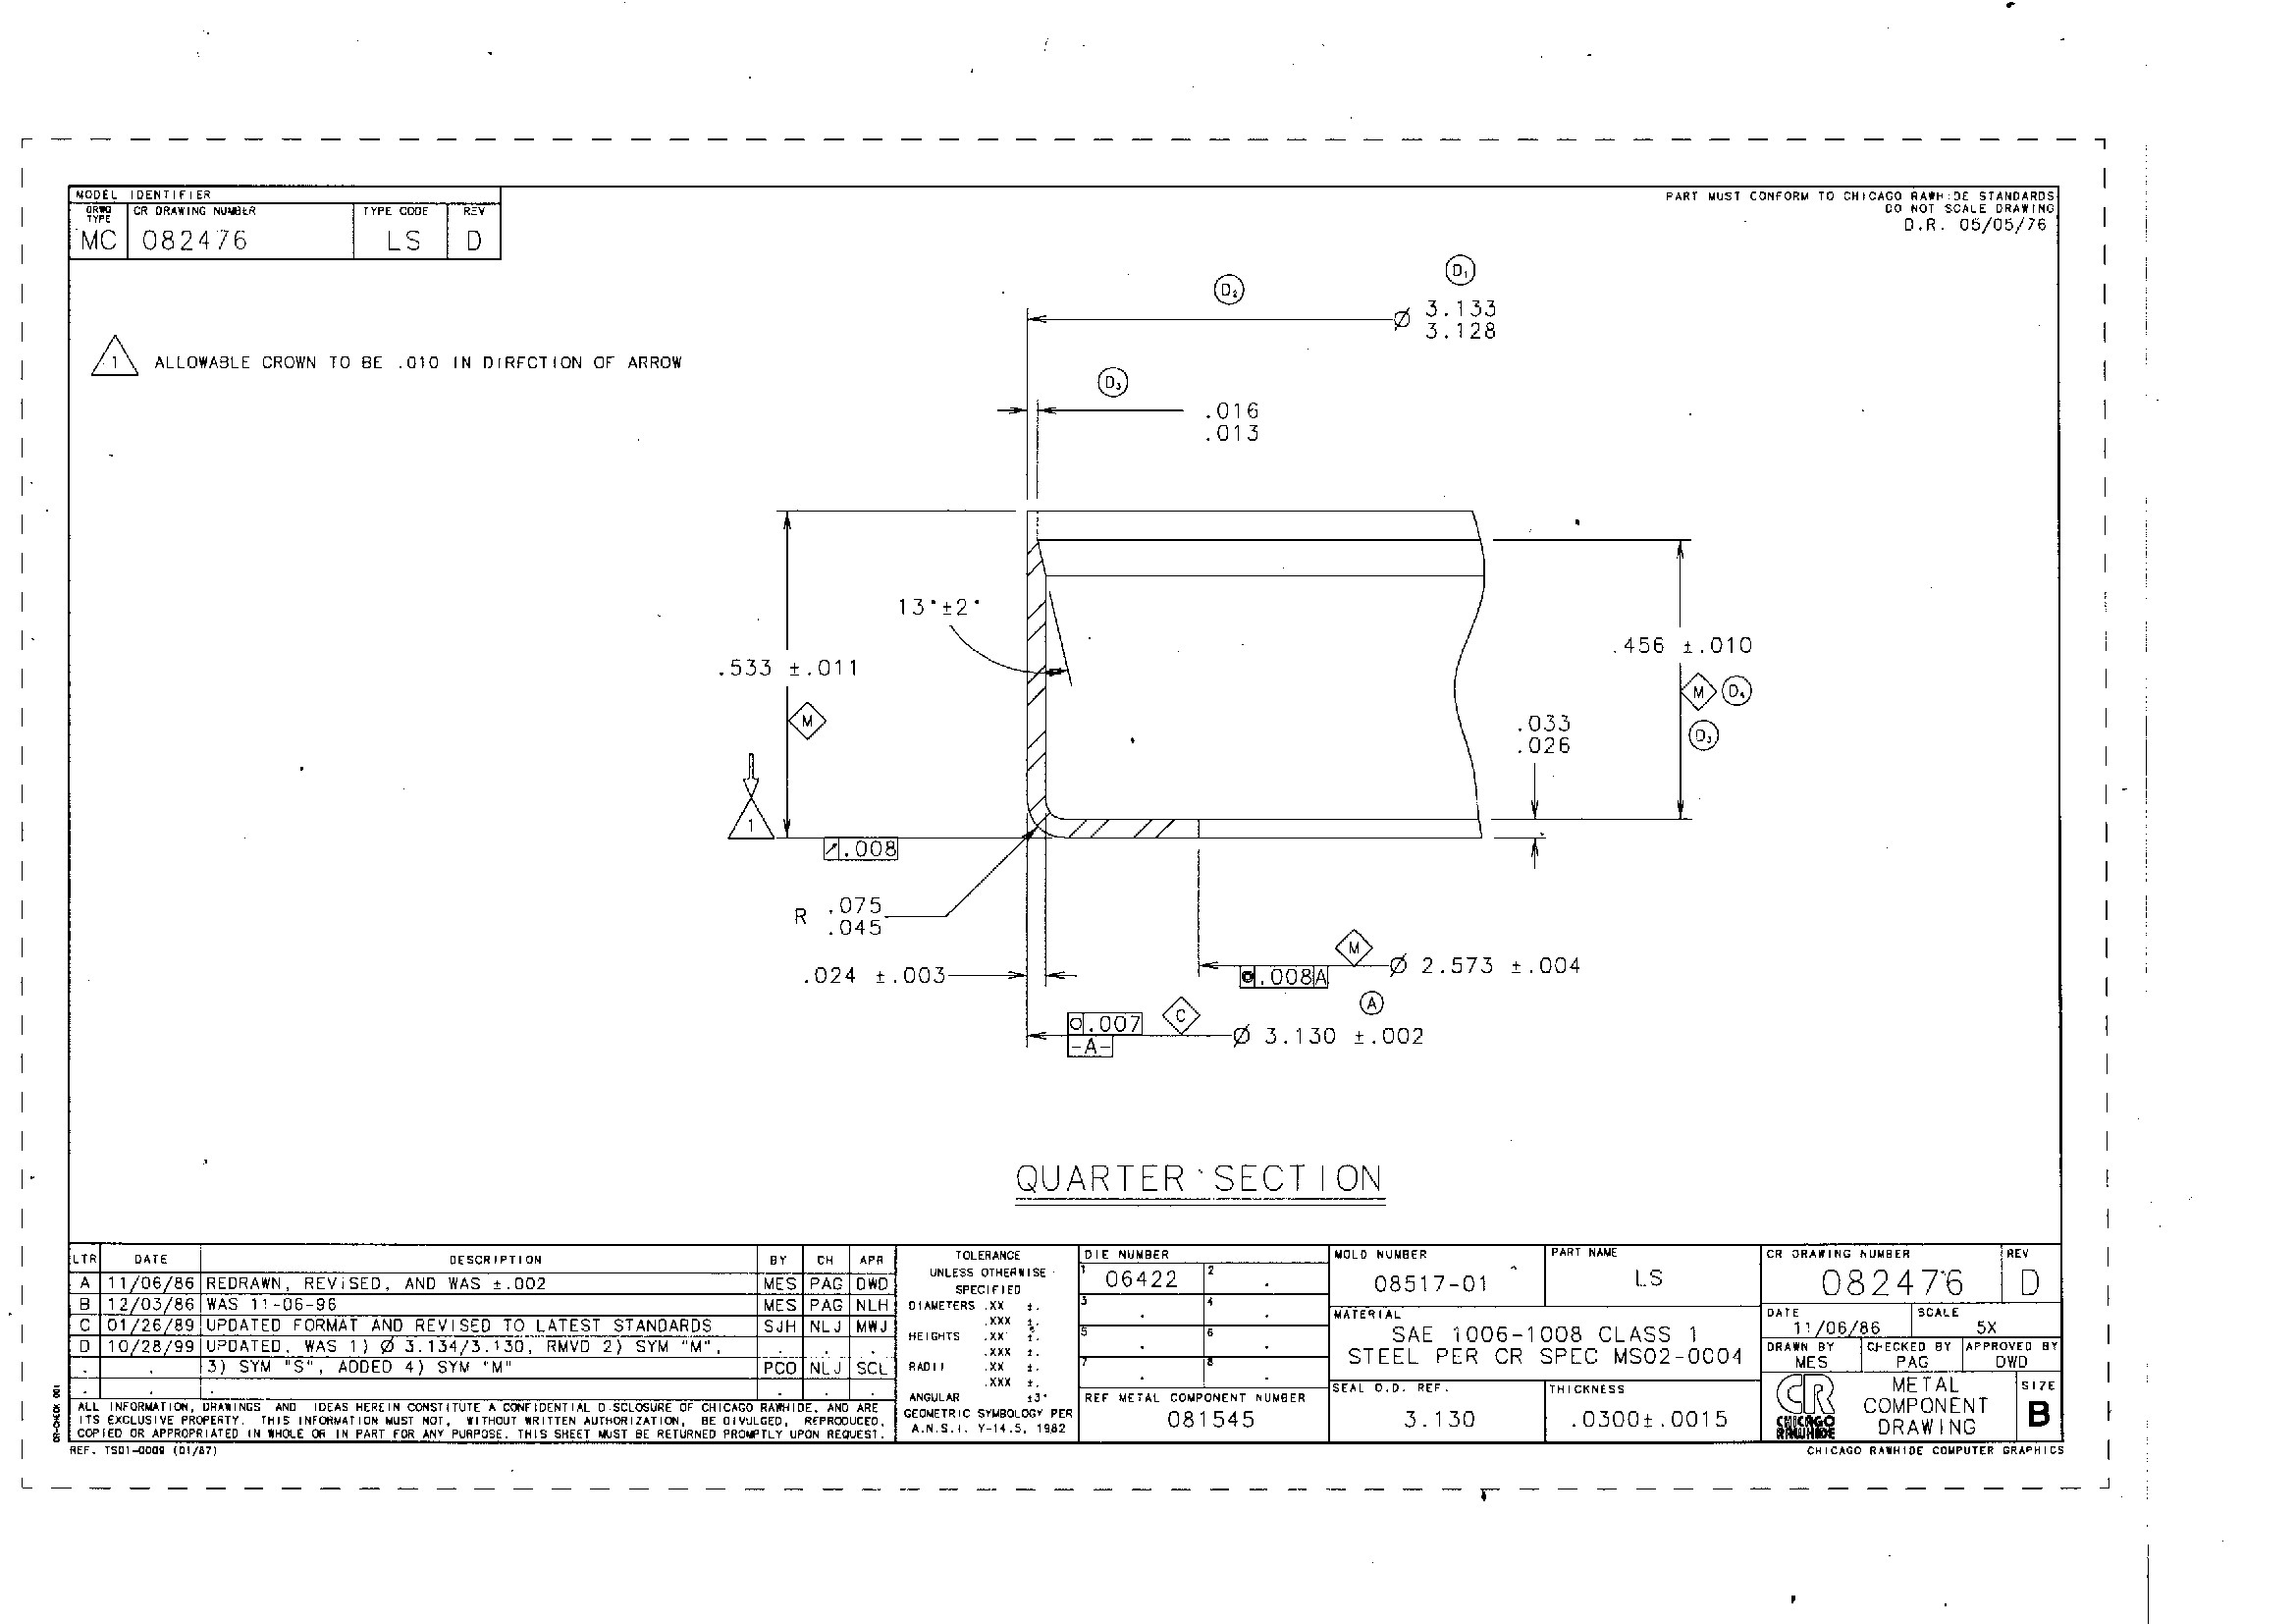 MODEL IDENTIFIER
DRWG TYPE
CR DRAWING NUMBER
TYPE CODE
REV
MC
082476
LS
D
PART MUST CONFORM TO CHICAGO RAWHIDE STANDARDS
DO NOT SCALE DRAWING
D.R. 05/05/76
1 ALLOWABLE CROWN TO BE .010 IN DIRECTION OF ARROW
D₁
D₂
Ø 3.133
3.128
D₃
.016
.013
13°±2°
.533 ±.011
M
.456 ±.010
M D₄
D₃
.033
.026
1
↗ .008
R .075
.045
.024 ±.003
M
Ø 2.573 ±.004
◎ .008 A
A
○ .007
-A-
C
Ø 3.130 ±.002
QUARTER SECTION
LTR DATE DESCRIPTION BY CH APR
A 11/06/86 REDRAWN, REVISED, AND WAS ±.002 MES PAG DWD
B 12/03/86 WAS 11-06-96 MES PAG NLH
C 01/26/89 UPDATED FORMAT AND REVISED TO LATEST STANDARDS SJH NLJ MWJ
D 10/28/99 UPDATED, WAS 1) Ø 3.134/3.130, RMVD 2) SYM "M",
. . 3) SYM "S", ADDED 4) SYM "M" PCO NLJ SCL
ALL INFORMATION, DRAWINGS AND IDEAS HEREIN CONSTITUTE A CONFIDENTIAL DISCLOSURE OF CHICAGO RAWHIDE, AND ARE
ITS EXCLUSIVE PROPERTY. THIS INFORMATION MUST NOT, WITHOUT WRITTEN AUTHORIZATION, BE DIVULGED, REPRODUCED,
COPIED OR APPROPRIATED IN WHOLE OR IN PART FOR ANY PURPOSE. THIS SHEET MUST BE RETURNED PROMPTLY UPON REQUEST.
REF. TS01-0009 (01/87)
CR-CHECK 001
TOLERANCE
UNLESS OTHERWISE
SPECIFIED
DIAMETERS .XX ±.
.XXX ±.
HEIGHTS .XX ±.
.XXX ±.
RADII .XX ±.
.XXX ±.
ANGULAR ±3°
GEOMETRIC SYMBOLOGY PER
A.N.S.I. Y-14.5, 1982
DIE NUMBER
1 06422 2 .
3 . 4 .
5 . 6 .
7 . 8 .
REF METAL COMPONENT NUMBER
081545
MOLD NUMBER
08517-01
PART NAME
LS
MATERIAL
SAE 1006-1008 CLASS 1
STEEL PER CR SPEC MS02-0004
SEAL O.D. REF.
3.130
THICKNESS
.0300±.0015
CR DRAWING NUMBER
082476
REV
D
DATE
11/06/86
SCALE
5X
DRAWN BY
MES
CHECKED BY
PAG
APPROVED BY
DWD
CR
CHICAGO
RAWHIDE
METAL
COMPONENT
DRAWING
SIZE
B
CHICAGO RAWHIDE COMPUTER GRAPHICS